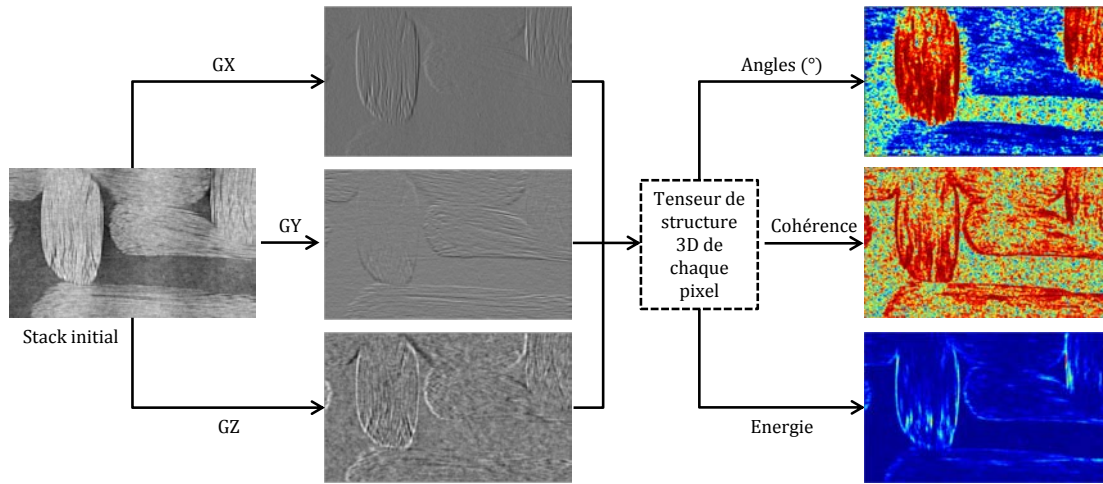 GX
Angles (°)
GY
Tenseur de
structure
3D de
chaque
pixel
Cohérence
Stack initial
GZ
Energie